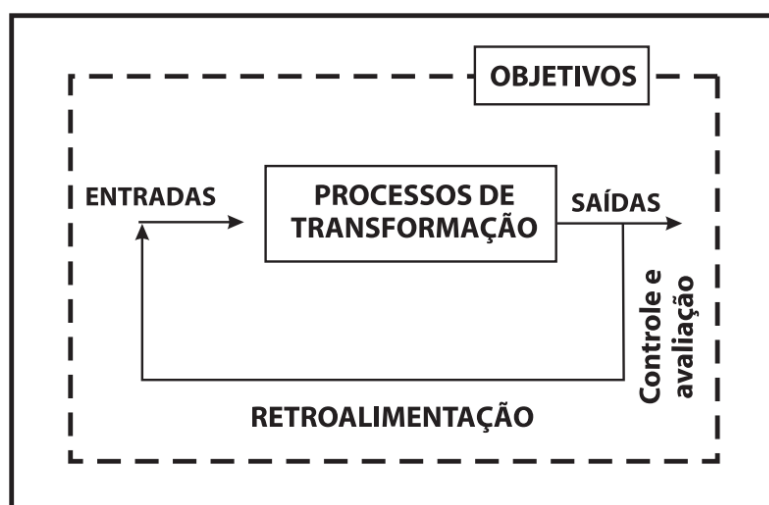 OBJETIVOS
ENTRADAS
PROCESSOS DE
TRANSFORMAÇÃO
SAÍDAS
Controle e
avaliação
RETROALIMENTAÇÃO